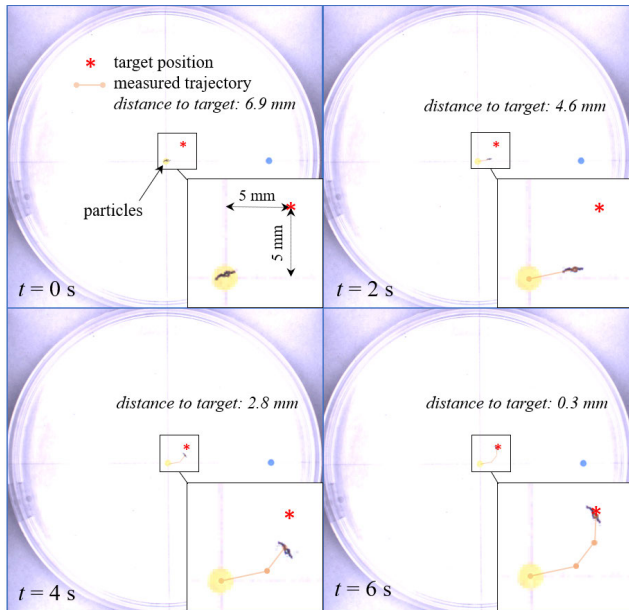 * target position
measured trajectory
distance to target: 6.9 mm
particles
5 mm
5 mm
t = 0 s
distance to target: 4.6 mm
t = 2 s
distance to target: 2.8 mm
t = 4 s
distance to target: 0.3 mm
t = 6 s